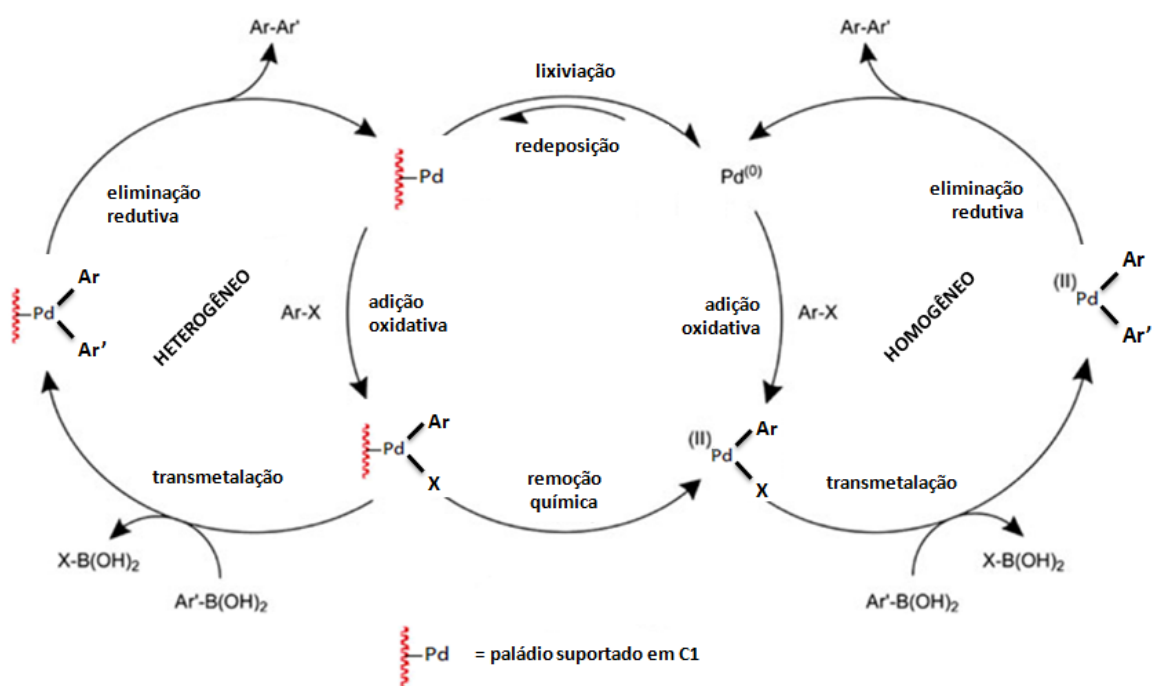 Ar-Ar'
Ar-Ar'
lixiviação
redeposição
Pd
Pd(0)
eliminação
redutiva
eliminação
redutiva
HETEROGÊNEO
HOMOGÊNEO
Pd
Ar
Ar'
Ar-X
adição
oxidativa
adição
oxidativa
Ar-X
(II)
Pd
Ar
Ar'
Pd
Ar
X
(II)
Pd
Ar
X
transmetalação
remoção
química
transmetalação
X-B(OH)2
Ar'-B(OH)2
X-B(OH)2
Ar'-B(OH)2
Pd = paládio suportado em C1